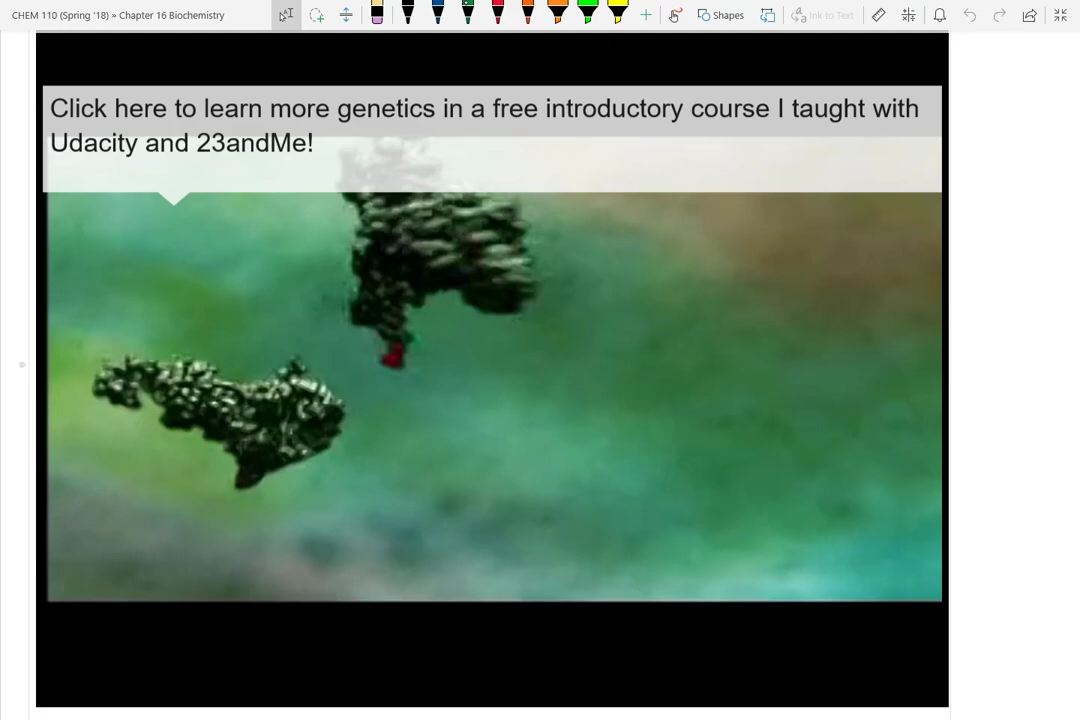 CHEM 110 (Spring '18) » Chapter 16 Biochemistry
Shapes
Ink to Text
Click here to learn more genetics in a free introductory course I taught with
Udacity and 23andMe!